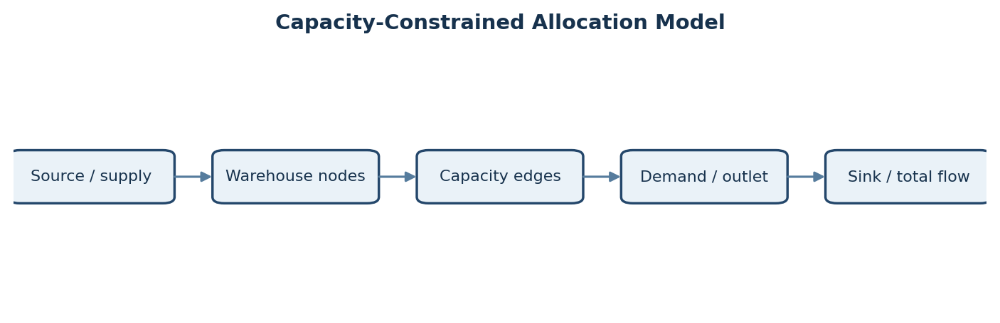 Capacity-Constrained Allocation Model
Source / supply
Warehouse nodes
Capacity edges
Demand / outlet
Sink / total flow